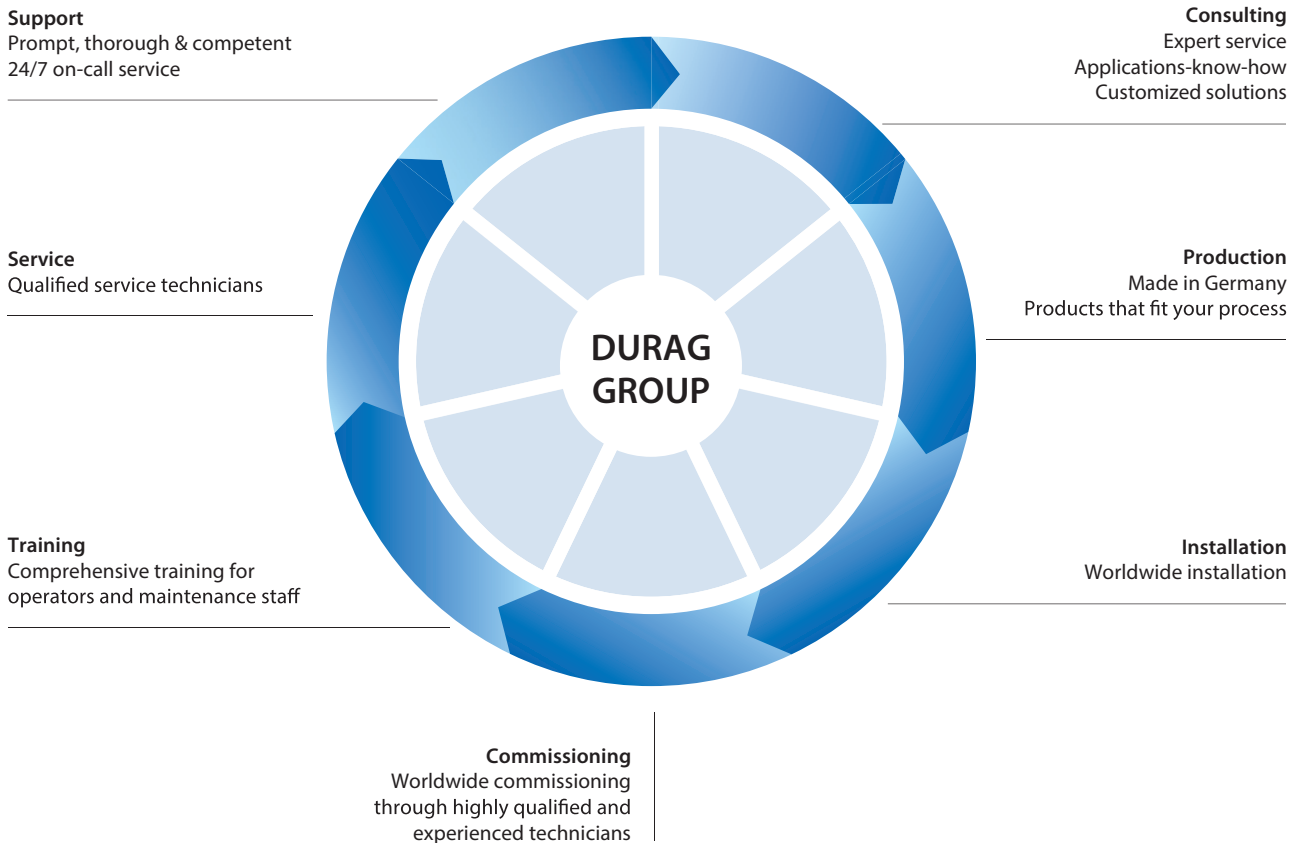 Support
Prompt, thorough & competent
24/7 on-call service
Consulting
Expert service
Applications-know-how
Customized solutions
Service
Qualified service technicians
Production
Made in Germany
Products that fit your process
DURAG
GROUP
Training
Comprehensive training for
operators and maintenance staff
Installation
Worldwide installation
Commissioning
Worldwide commissioning
through highly qualified and
experienced technicians